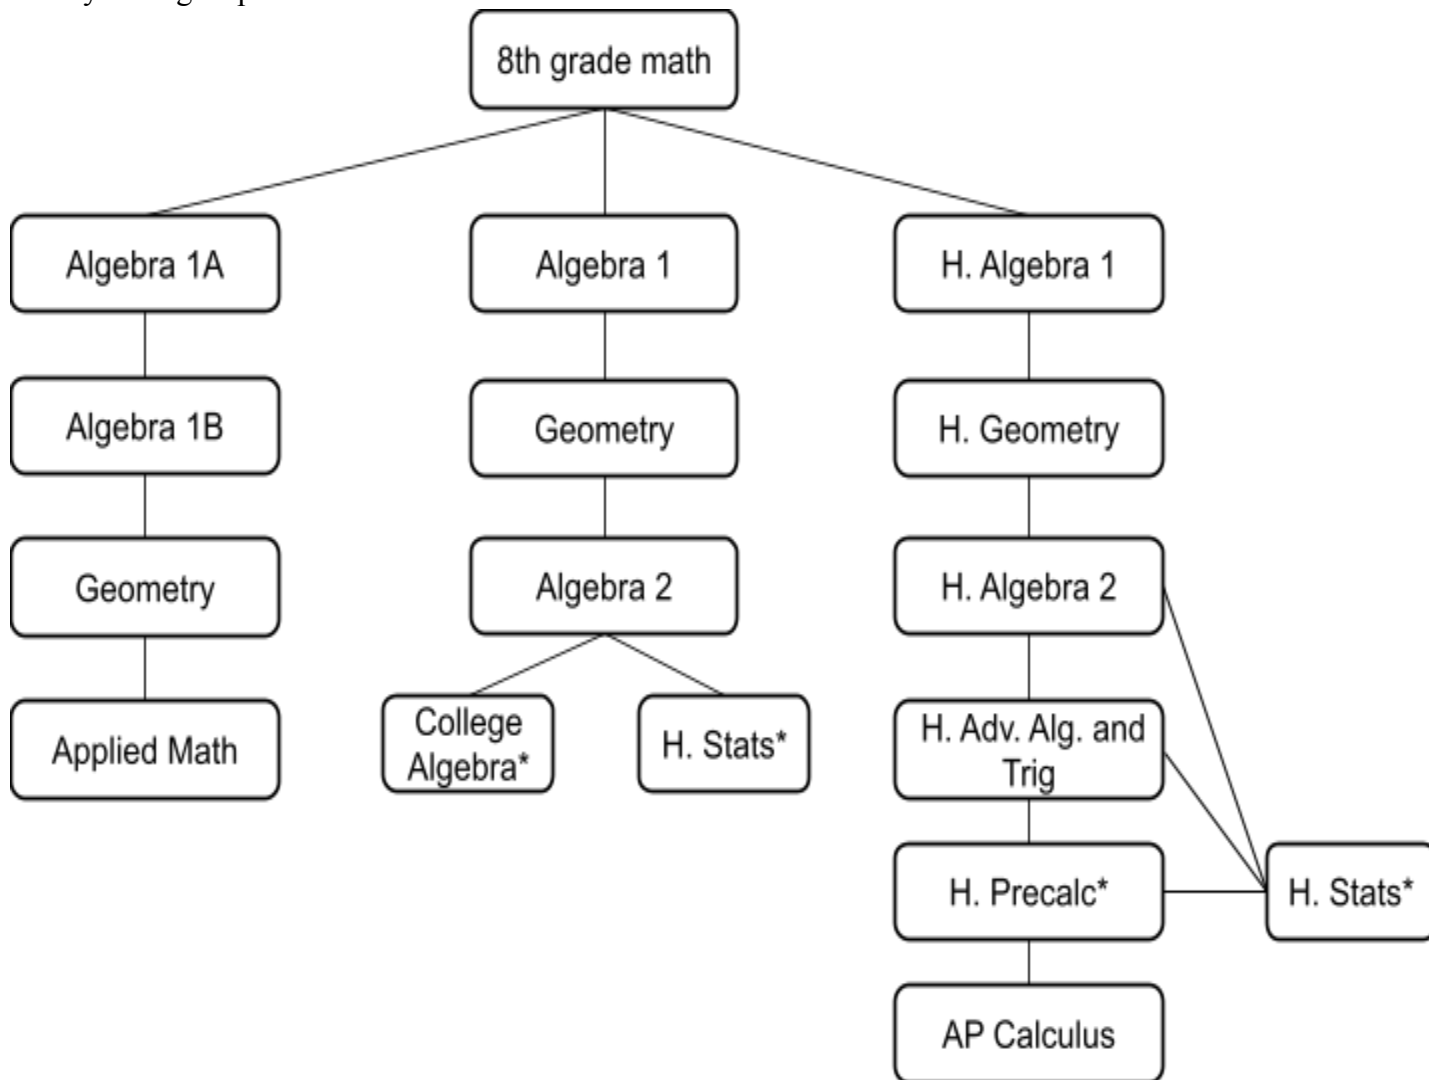 8th grade math
Algebra 1A
Algebra 1
H. Algebra 1
Algebra 1B
Geometry
H. Geometry
Geometry
Algebra 2
H. Algebra 2
Applied Math
College
Algebra*
H. Stats*
H. Adv. Alg. and
Trig
H. Precalc*
H. Stats*
AP Calculus